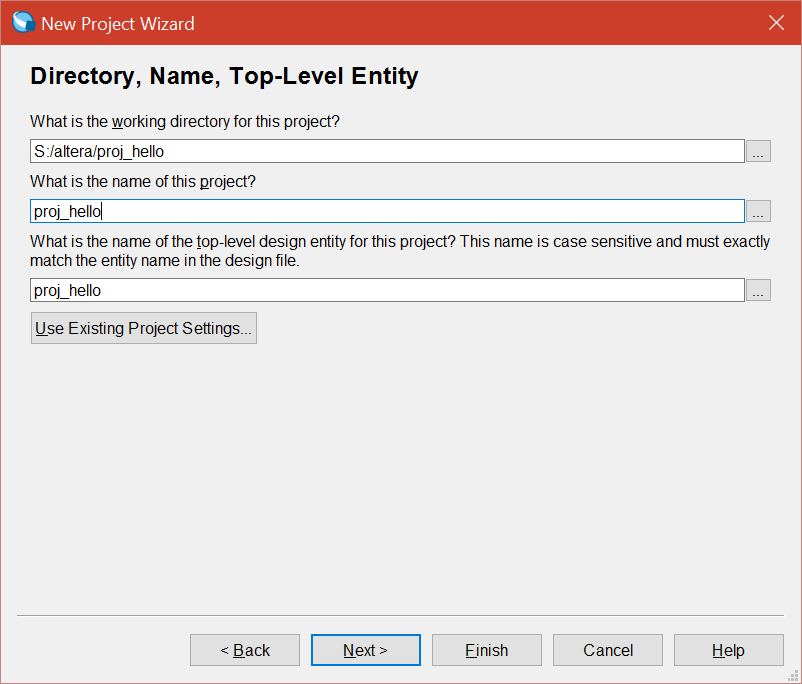 New Project Wizard
Directory, Name, Top-Level Entity
What is the working directory for this project?
S:/altera/proj_hello
...
What is the name of this project?
proj_hello
...
What is the name of the top-level design entity for this project? This name is case sensitive and must exactly
match the entity name in the design file.
proj_hello
...
Use Existing Project Settings...
< Back
Next >
Finish
Cancel
Help